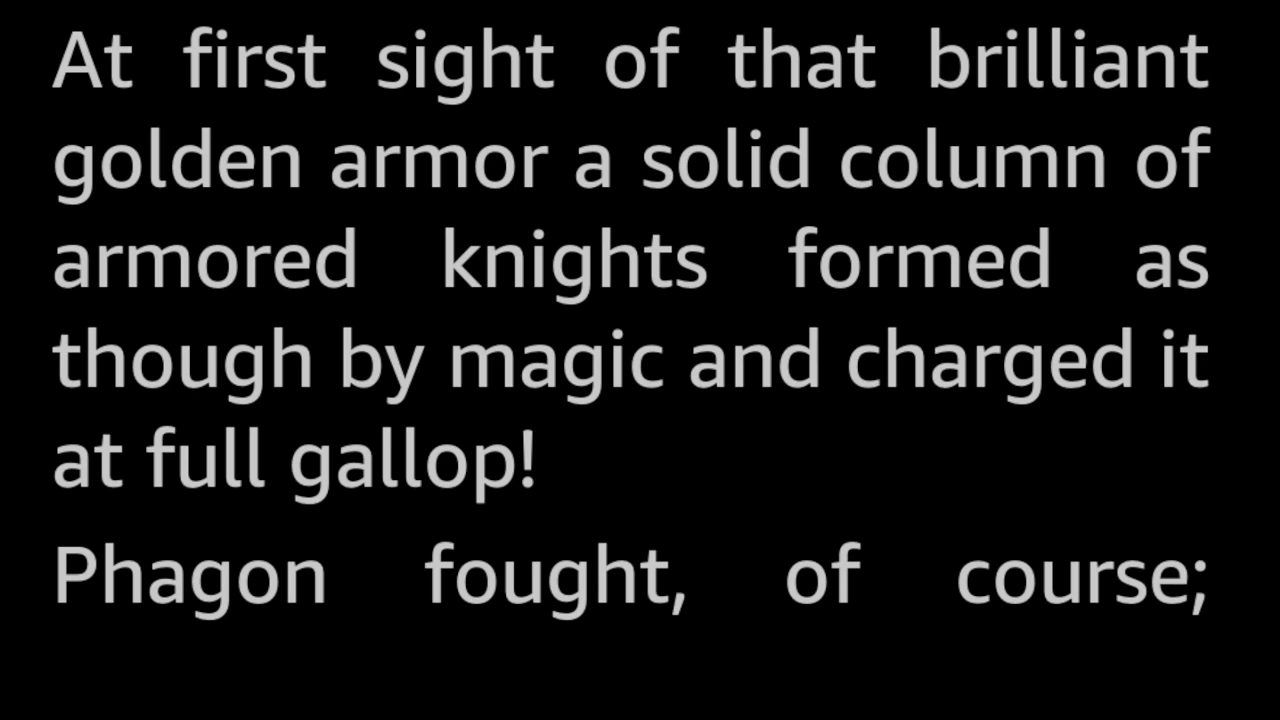 At first sight of that brilliant
golden armor a solid column of
armored knights formed as
though by magic and charged it
at full gallop!
Phagon fought, of course;